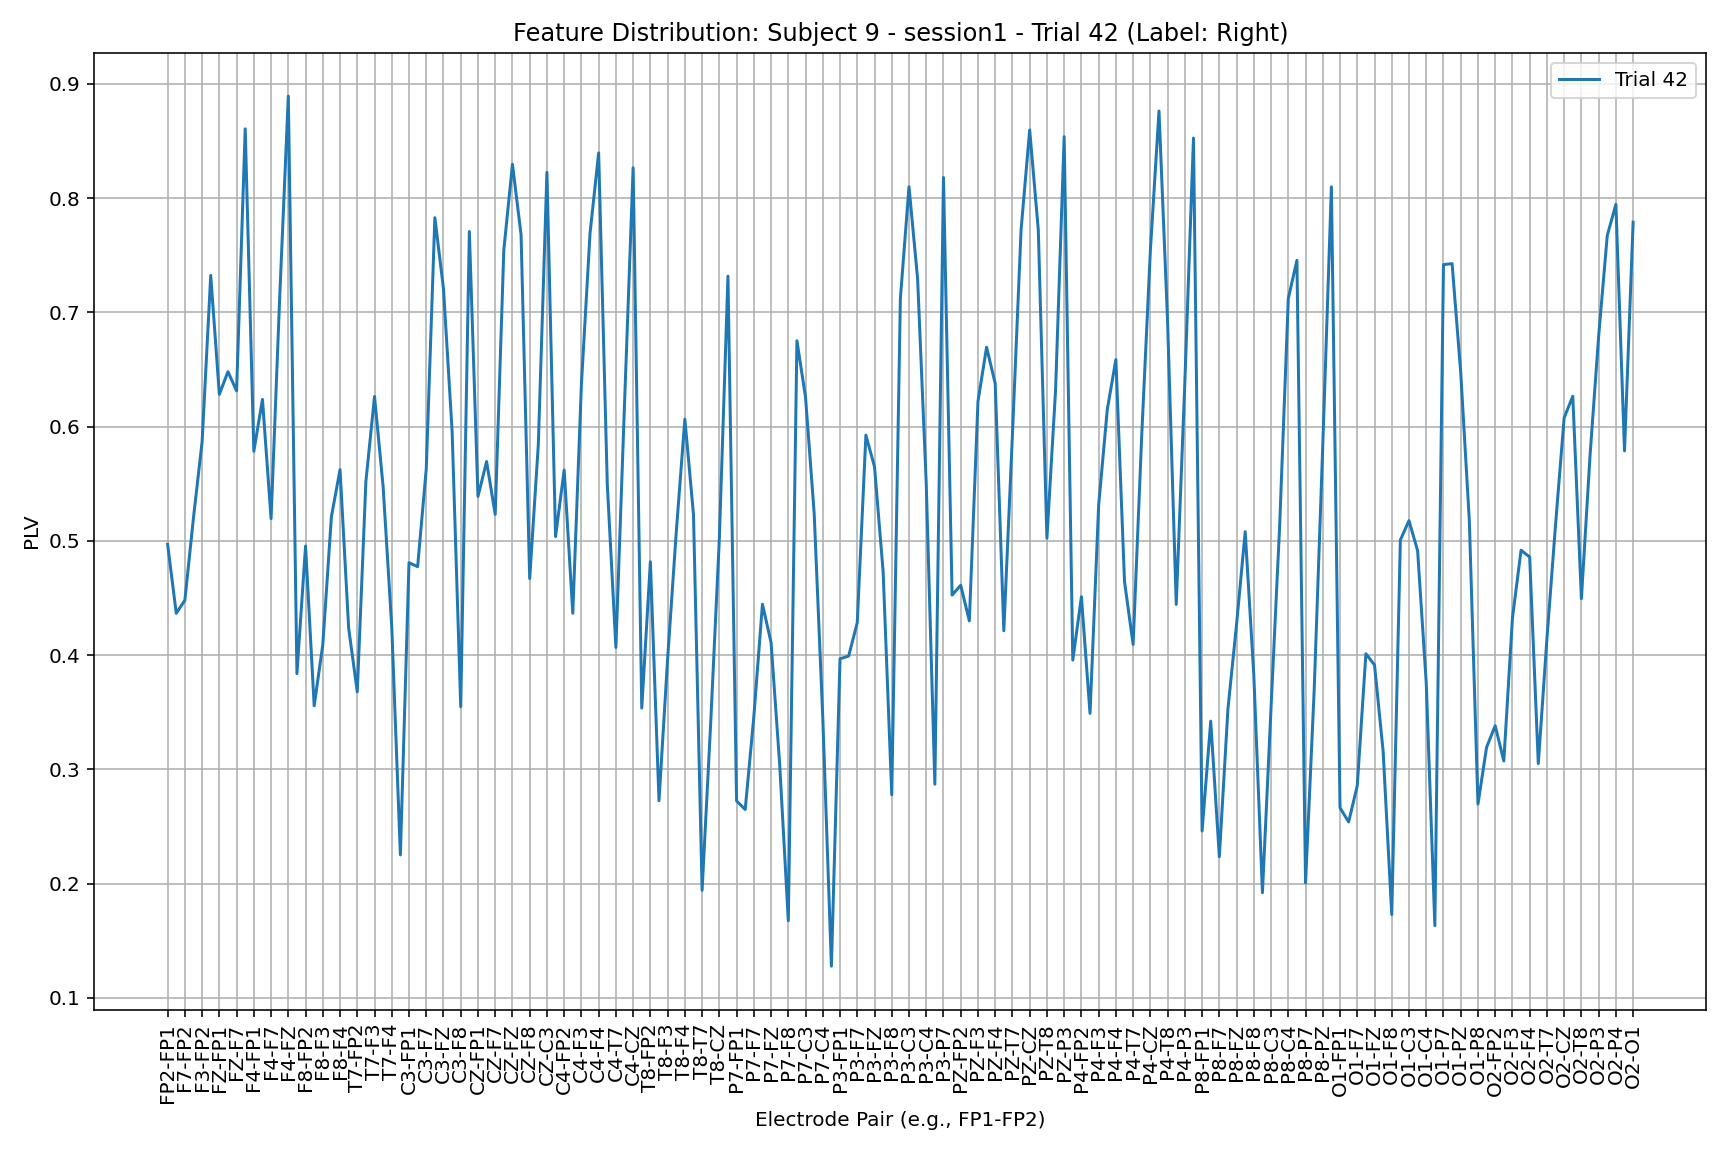 Feature Distribution: Subject 9 - session1 - Trial 42 (Label: Right)
Trial 42
PLV
0.9
0.8
0.7
0.6
0.5
0.4
0.3
0.2
0.1
FP2-FP1
F7-FP2
F3-FP2
FZ-FP1
FZ-F7
F4-FP1
F4-F7
F4-FZ
F8-FP2
F8-F3
F8-F4
T7-FP2
T7-F3
T7-F4
C3-FP1
C3-F7
C3-FZ
C3-F8
CZ-FP1
CZ-F7
CZ-FZ
CZ-F8
CZ-C3
C4-FP2
C4-F3
C4-F4
C4-T7
C4-CZ
T8-FP2
T8-F3
T8-F4
T8-T7
T8-CZ
P7-FP1
P7-F7
P7-FZ
P7-F8
P7-C3
P7-C4
P3-FP1
P3-F7
P3-FZ
P3-F8
P3-C3
P3-C4
P3-P7
PZ-FP2
PZ-F3
PZ-F4
PZ-T7
PZ-CZ
PZ-T8
PZ-P3
P4-FP2
P4-F3
P4-F4
P4-T7
P4-CZ
P4-T8
P4-P3
P8-FP1
P8-F7
P8-FZ
P8-F8
P8-C3
P8-C4
P8-P7
P8-PZ
O1-FP1
O1-F7
O1-FZ
O1-F8
O1-C3
O1-C4
O1-P7
O1-PZ
O1-P8
O2-FP2
O2-F3
O2-F4
O2-T7
O2-CZ
O2-T8
O2-P3
O2-P4
O2-O1
Electrode Pair (e.g., FP1-FP2)